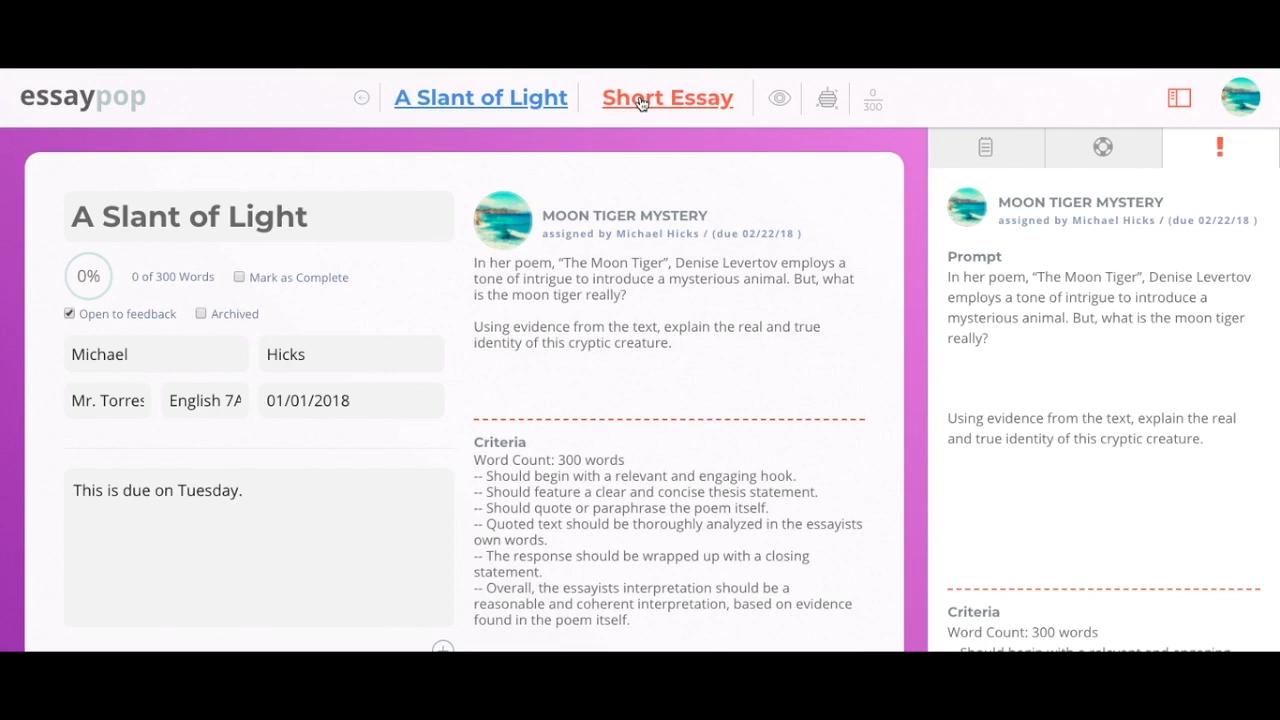 essaypop
A Slant of Light
Short Essay
0
300
A Slant of Light
0%
0 of 300 Words
Mark as Complete
Open to feedback
Archived
Michael
Hicks
Mr. Torres
English 7A
01/01/2018
This is due on Tuesday.
MOON TIGER MYSTERY
assigned by Michael Hicks / (due 02/22/18 )
In her poem, “The Moon Tiger”, Denise Levertov employs a
tone of intrigue to introduce a mysterious animal. But, what
is the moon tiger really?
Using evidence from the text, explain the real and true
identity of this cryptic creature.
Criteria
Word Count: 300 words
-- Should begin with a relevant and engaging hook.
-- Should feature a clear and concise thesis statement.
-- Should quote or paraphrase the poem itself.
-- Quoted text should be thoroughly analyzed in the essayists
own words.
-- The response should be wrapped up with a closing
statement.
-- Overall, the essayists interpretation should be a
reasonable and coherent interpretation, based on evidence
found in the poem itself.
MOON TIGER MYSTERY
assigned by Michael Hicks / (due 02/22/18 )
Prompt
In her poem, “The Moon Tiger”, Denise Levertov
employs a tone of intrigue to introduce a
mysterious animal. But, what is the moon tiger
really?
Using evidence from the text, explain the real
and true identity of this cryptic creature.
Criteria
Word Count: 300 words
-- Should begin with a relevant and engaging